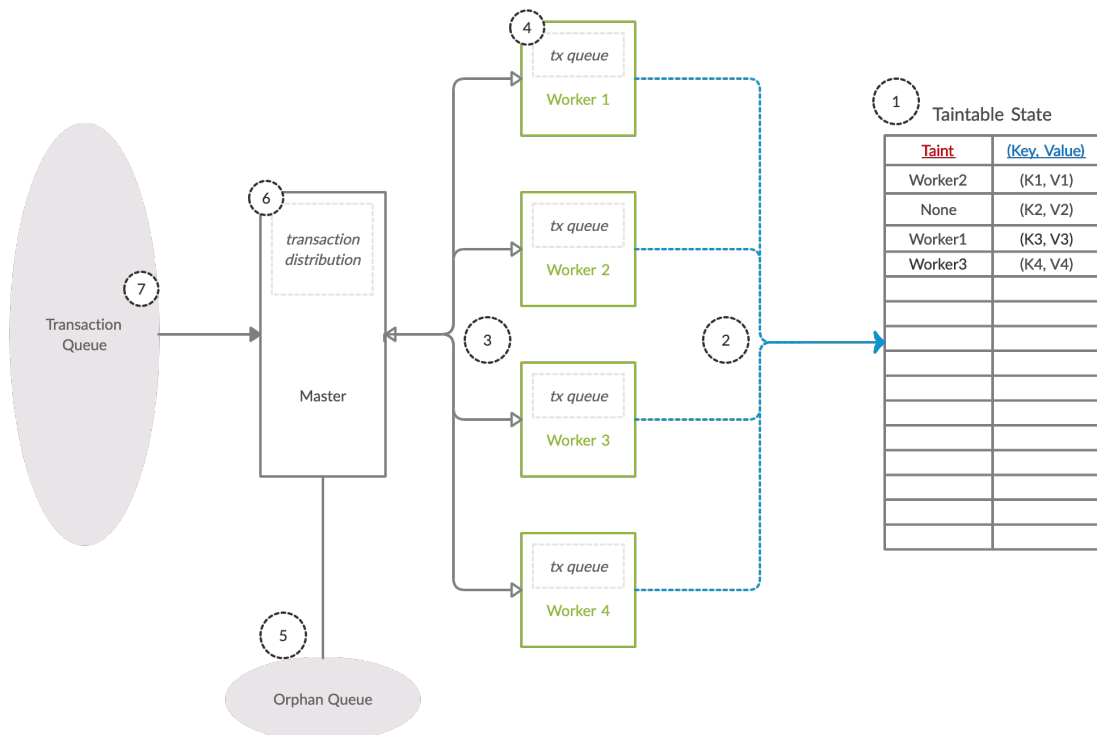 4
tx queue
Worker 1
1
Taintable State
Taint (Key, Value)
Worker2 (K1, V1)
None (K2, V2)
Worker1 (K3, V3)
Worker3 (K4, V4)
6
transaction
distribution
Master
tx queue
Worker 2
7
Transaction
Queue
3
2
tx queue
Worker 3
tx queue
Worker 4
5
Orphan Queue